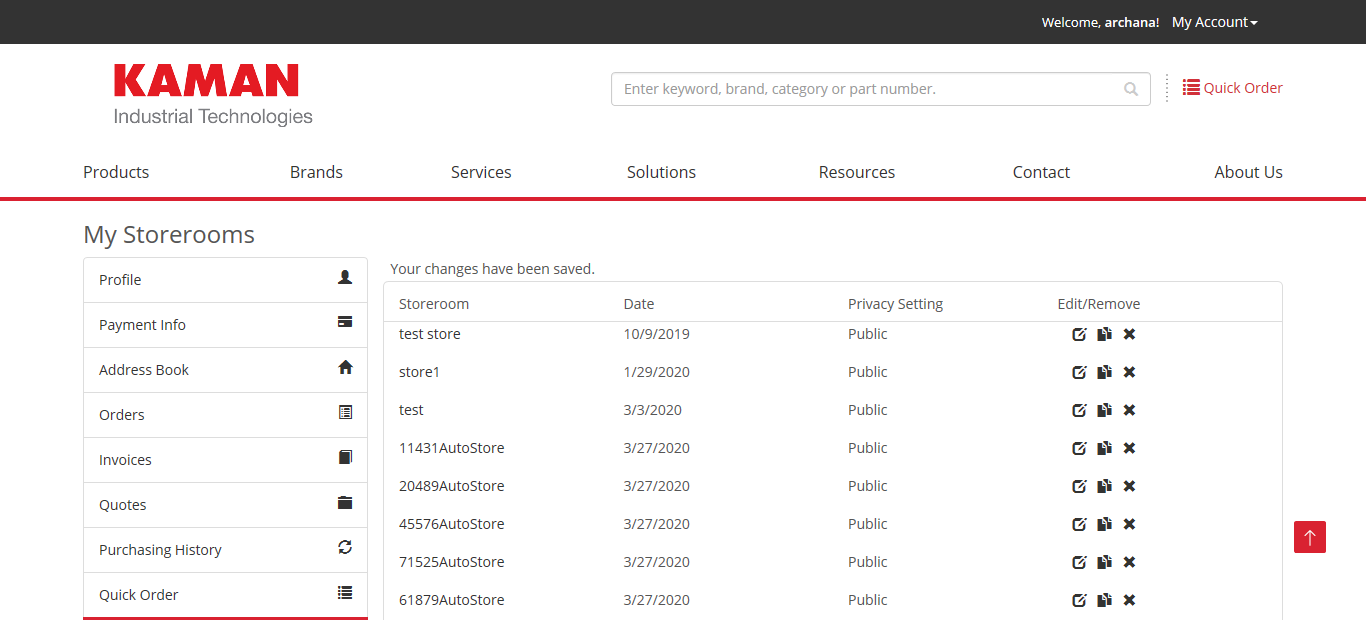 Welcome, archana! My Account
KAMAN
Industrial Technologies
Enter keyword, brand, category or part number.
Quick Order
Products Brands Services Solutions Resources Contact About Us
My Storerooms
Profile
Payment Info
Address Book
Orders
Invoices
Quotes
Purchasing History
Quick Order
Your changes have been saved.
Storeroom Date Privacy Setting Edit/Remove
test store 10/9/2019 Public
store1 1/29/2020 Public
test 3/3/2020 Public
11431AutoStore 3/27/2020 Public
20489AutoStore 3/27/2020 Public
45576AutoStore 3/27/2020 Public
71525AutoStore 3/27/2020 Public
61879AutoStore 3/27/2020 Public